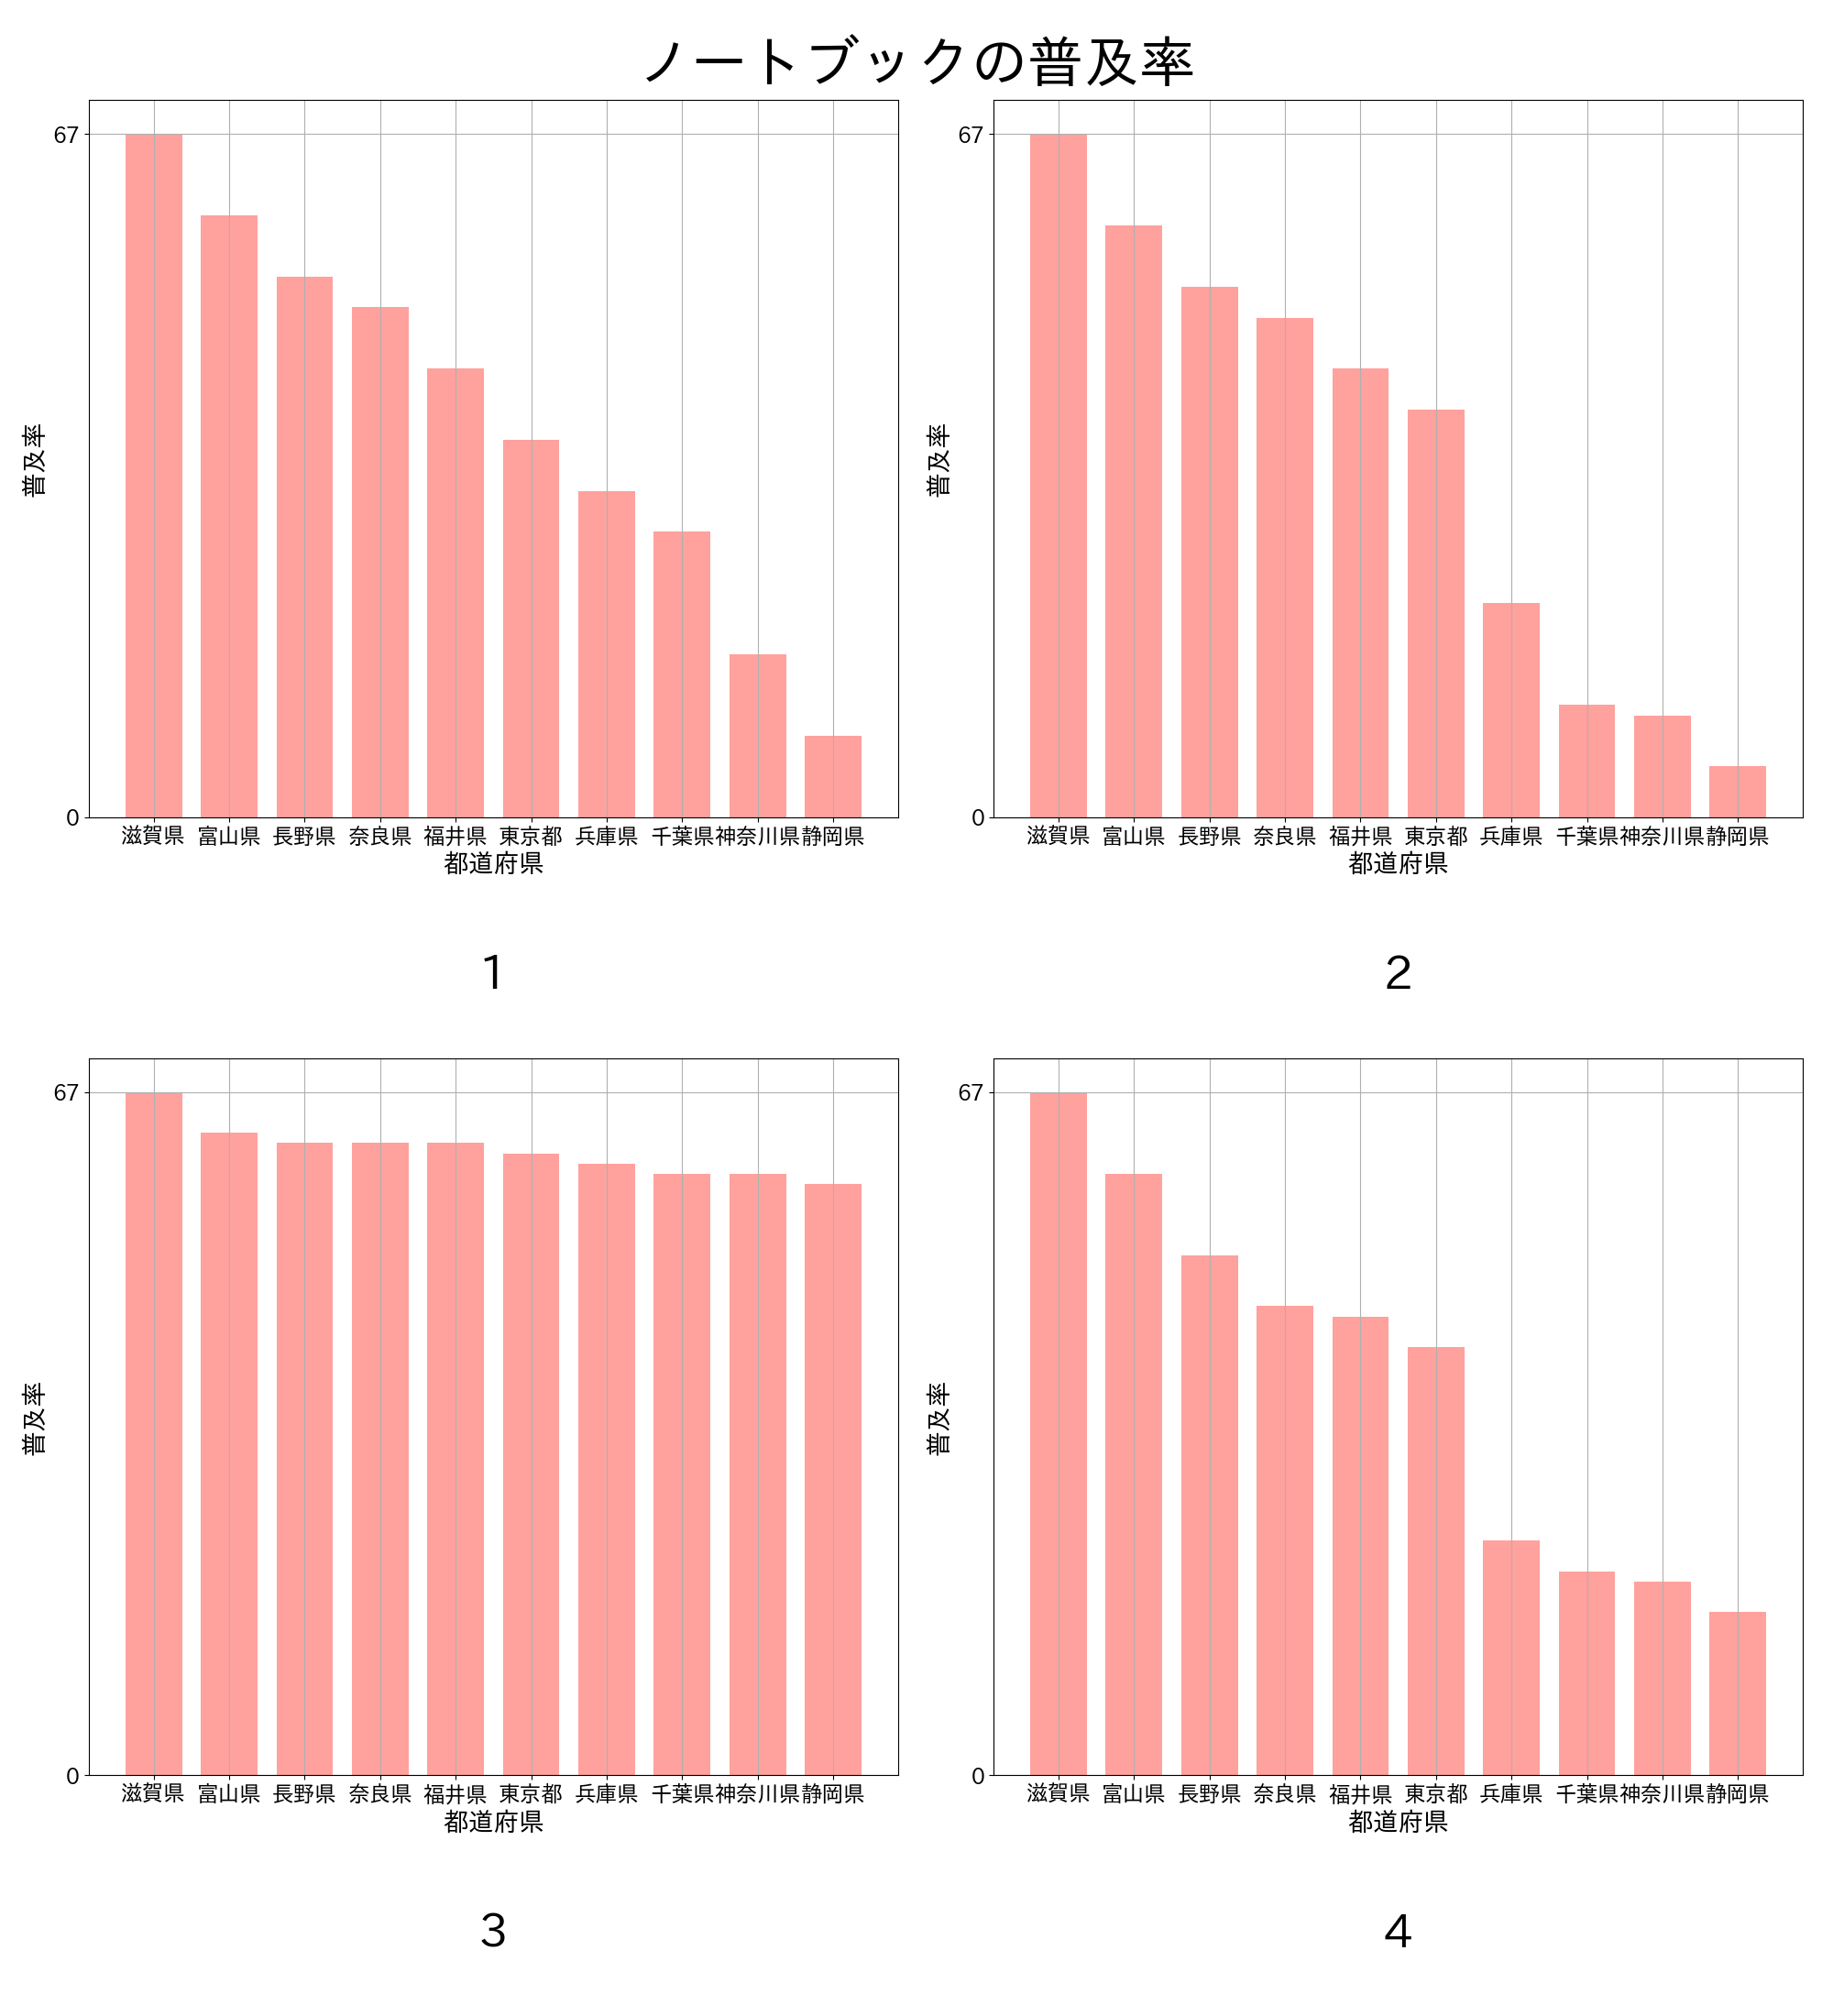 ノートブックの普及率
67
0
普及率
滋賀県 富山県 長野県 奈良県 福井県 東京都 兵庫県 千葉県 神奈川県 静岡県
都道府県
1
67
0
普及率
滋賀県 富山県 長野県 奈良県 福井県 東京都 兵庫県 千葉県 神奈川県 静岡県
都道府県
2
67
0
普及率
滋賀県 富山県 長野県 奈良県 福井県 東京都 兵庫県 千葉県 神奈川県 静岡県
都道府県
3
67
0
普及率
滋賀県 富山県 長野県 奈良県 福井県 東京都 兵庫県 千葉県 神奈川県 静岡県
都道府県
4